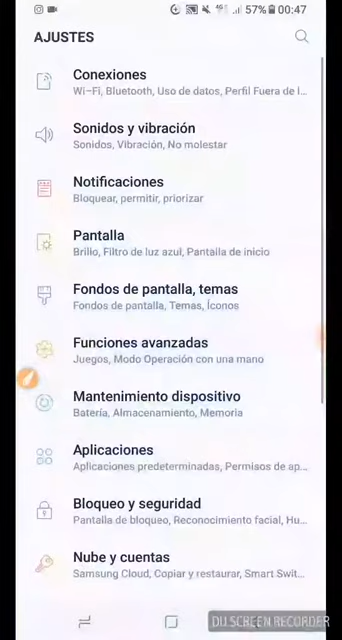 57% 00:47
AJUSTES
Conexiones
Wi-Fi, Bluetooth, Uso de datos, Perfil Fuera de l...
Sonidos y vibración
Sonidos, Vibración, No molestar
Notificaciones
Bloquear, permitir, priorizar
Pantalla
Brillo, Filtro de luz azul, Pantalla de inicio
Fondos de pantalla, temas
Fondos de pantalla, Temas, Íconos
Funciones avanzadas
Juegos, Modo Operación con una mano
Mantenimiento dispositivo
Batería, Almacenamiento, Memoria
Aplicaciones
Aplicaciones predeterminadas, Permisos de ap...
Bloqueo y seguridad
Pantalla de bloqueo, Reconocimiento facial, Hu...
Nube y cuentas
Samsung Cloud, Copiar y restaurar, Smart Swit...
DU SCREEN RECORDER